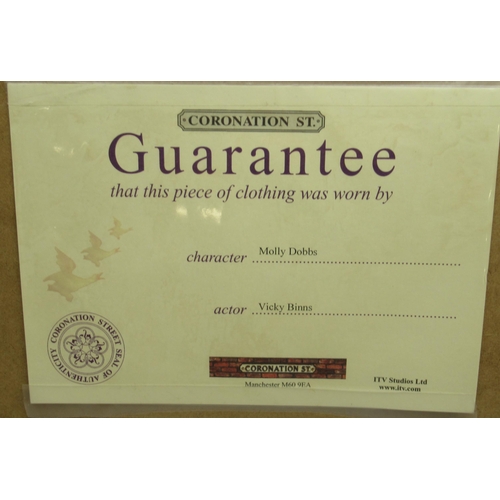 CORONATION ST.
Guarantee
that this piece of clothing was worn by
character Molly Dobbs
actor Vicky Binns
CORONATION STREET SEAL OF AUTHENTICITY
CORONATION ST.
Manchester M60 9EA
ITV Studios Ltd
www.itv.com